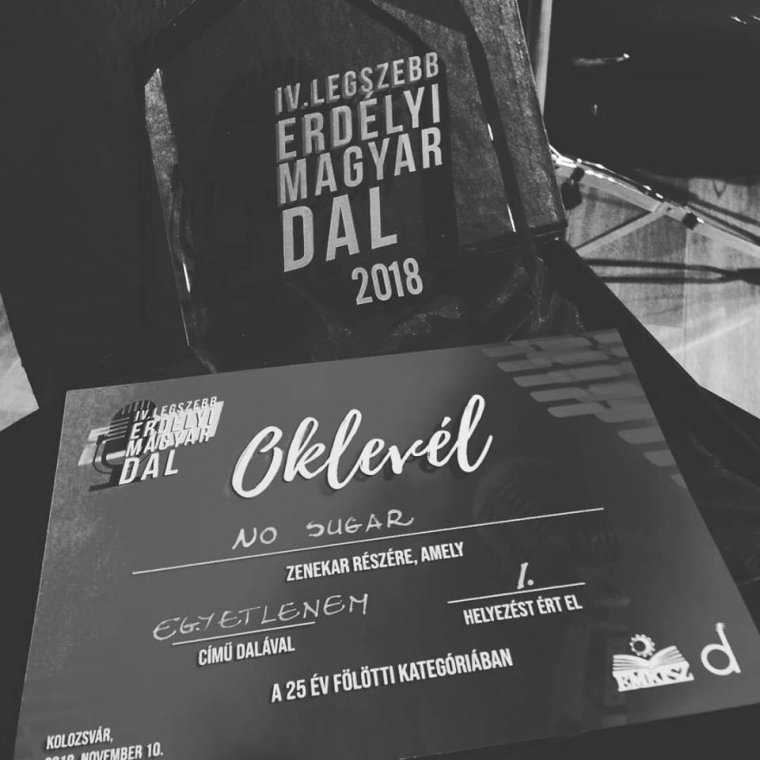 IV. LEGSZEBB
ERDÉLYI
MAGYAR
DAL
2018
IV. LEGSZEBB
ERDÉLYI
MAGYAR
DAL
Oklevél
NO SUGAR
ZENEKAR RÉSZÉRE, AMELY
EGYETLENEM
CÍMŰ DALÁVAL
I.
HELYEZÉST ÉRT EL
A 25 ÉV FÖLÖTTI KATEGÓRIÁBAN
EMKISZ
d
KOLOZSVÁR,
2018. NOVEMBER 10.